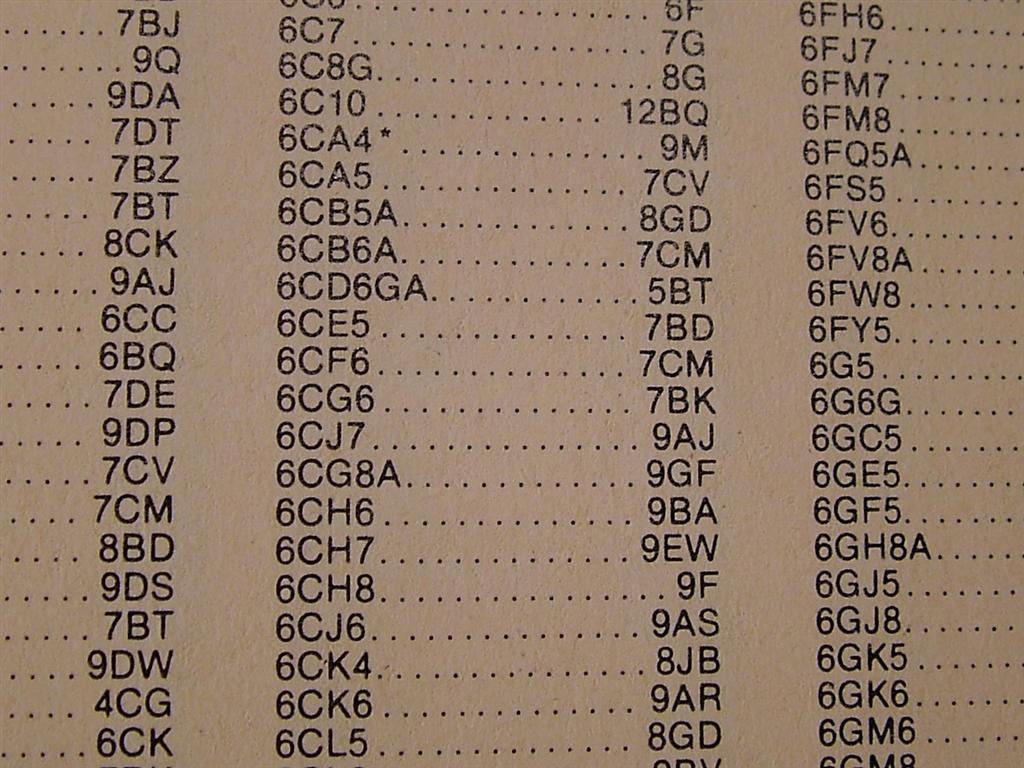 7BJ
9Q
9DA
7DT
7BZ
7BT
8CK
9AJ
6CC
6BQ
7DE
9DP
7CV
7CM
8BD
9DS
7BT
9DW
4CG
6CK
6F
6C7 7G
6C8G 8G
6C10 12BQ
6CA4* 9M
6CA5 7CV
6CB5A 8GD
6CB6A 7CM
6CD6GA 5BT
6CE5 7BD
6CF6 7CM
6CG6 7BK
6CJ7 9AJ
6CG8A 9GF
6CH6 9BA
6CH7 9EW
6CH8 9F
6CJ6 9AS
6CK4 8JB
6CK6 9AR
6CL5 8GD
6FH6
6FJ7
6FM7
6FM8
6FQ5A
6FS5
6FV6
6FV8A
6FW8
6FY5
6G5
6G6G
6GC5
6GE5
6GF5
6GH8A
6GJ5
6GJ8
6GK5
6GK6
6GM6
6GM8